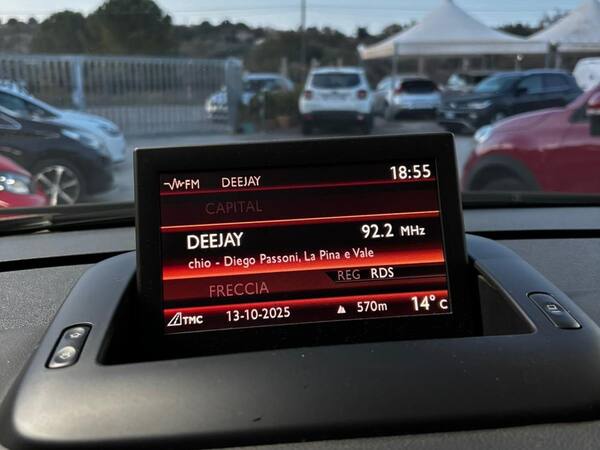 FM DEEJAY 18:55
CAPITAL
DEEJAY 92.2 MHz
chio - Diego Passoni, La Pina e Vale
REG RDS
FRECCIA
TMC 13-10-2025 570m 14° C